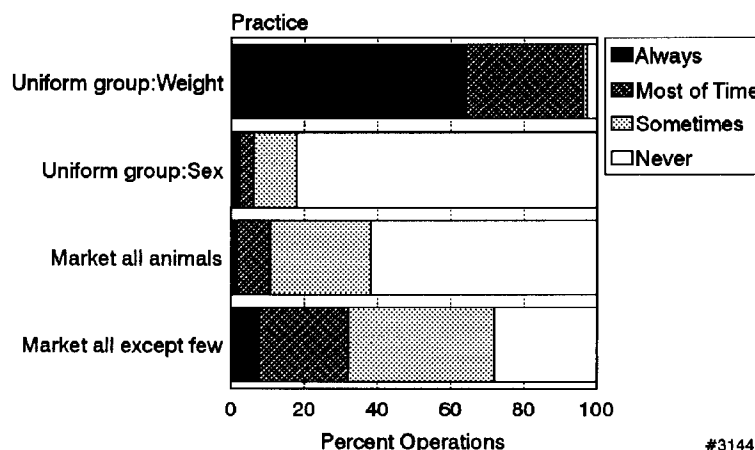 Practice
Uniform group:Weight
Uniform group:Sex
Market all animals
Market all except few
0 20 40 60 80 100
Percent Operations
Always
Most of Time
Sometimes
Never
#3144